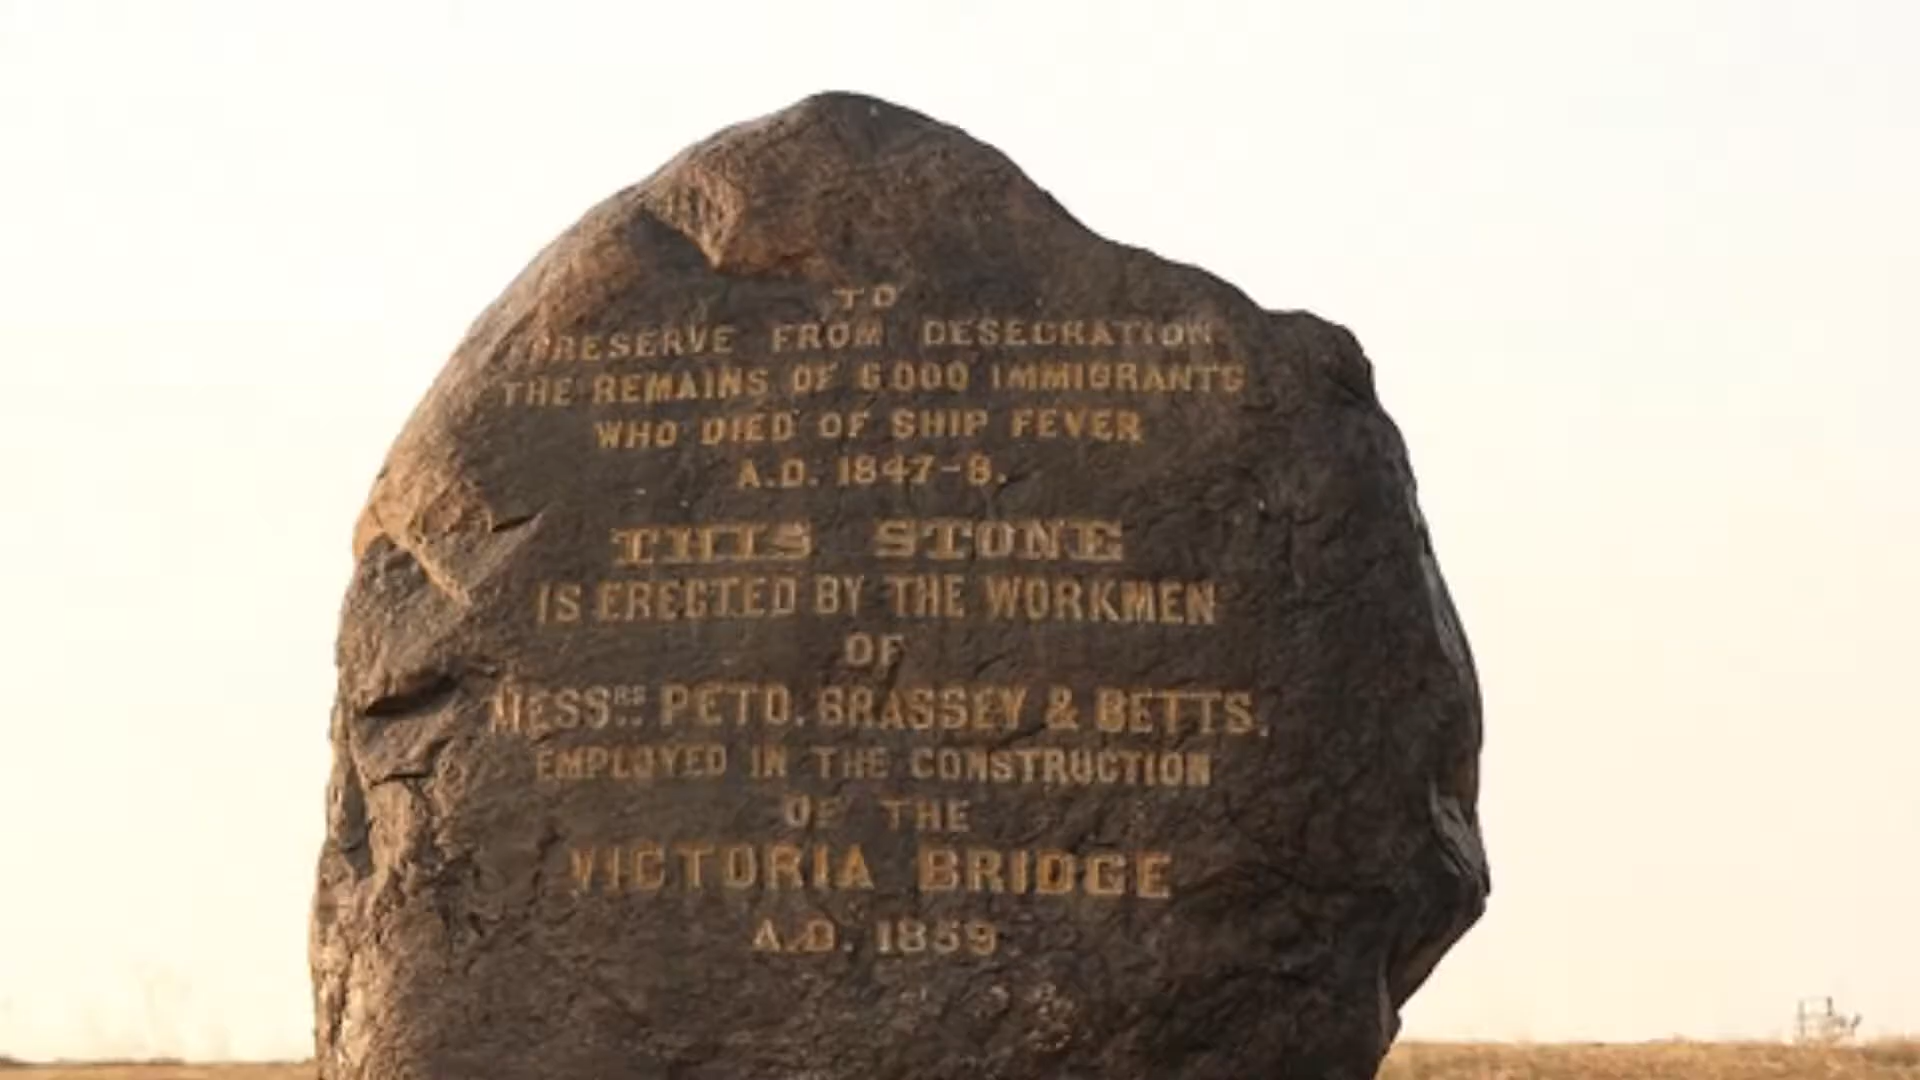 TO
PRESERVE FROM DESECRATION
THE REMAINS OF 6000 IMMIGRANTS
WHO DIED OF SHIP FEVER
A.D. 1847-8.
THIS STONE
IS ERECTED BY THE WORKMEN
OF
MESSRS. PETO, BRASSEY & BETTS,
EMPLOYED IN THE CONSTRUCTION
OF THE
VICTORIA BRIDGE
A.D. 1859